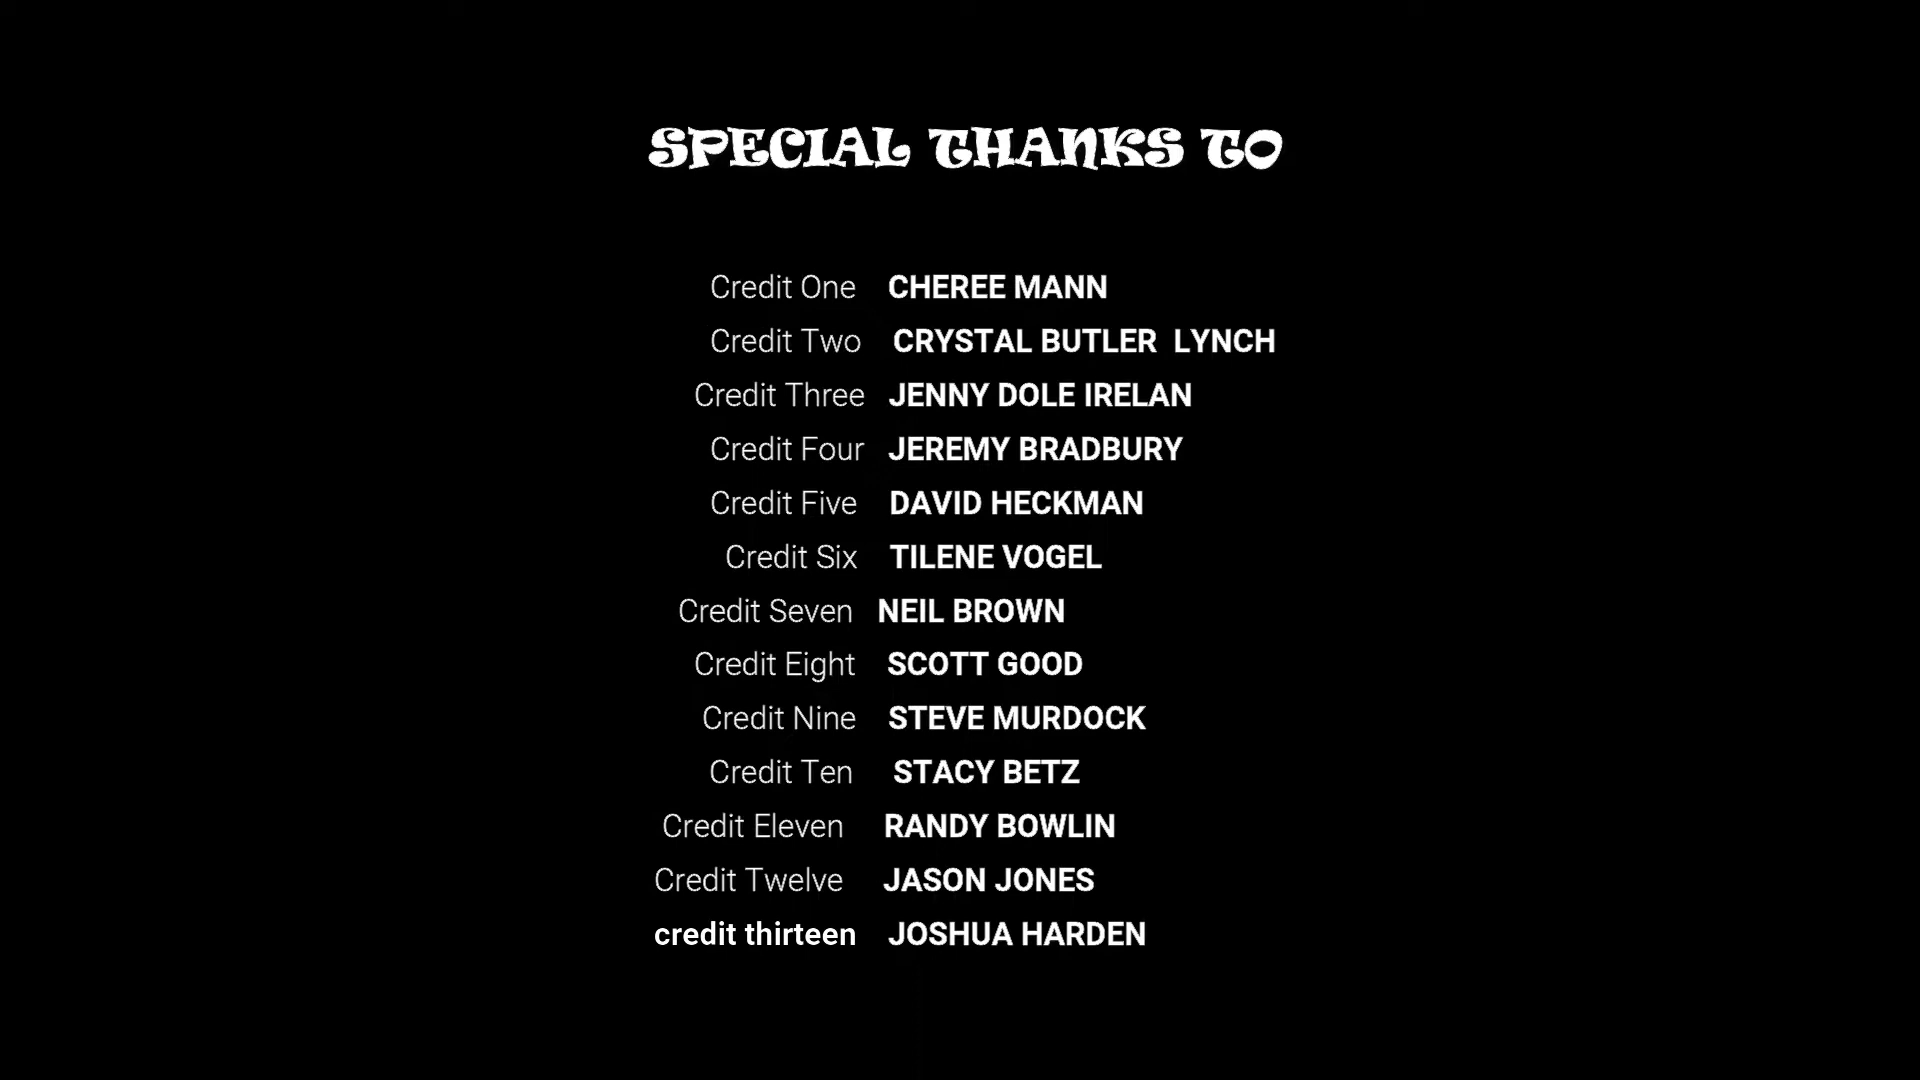 SPECIAL THANKS TO
Credit One CHEREE MANN
Credit Two CRYSTAL BUTLER LYNCH
Credit Three JENNY DOLE IRELAN
Credit Four JEREMY BRADBURY
Credit Five DAVID HECKMAN
Credit Six TILENE VOGEL
Credit Seven NEIL BROWN
Credit Eight SCOTT GOOD
Credit Nine STEVE MURDOCK
Credit Ten STACY BETZ
Credit Eleven RANDY BOWLIN
Credit Twelve JASON JONES
credit thirteen JOSHUA HARDEN